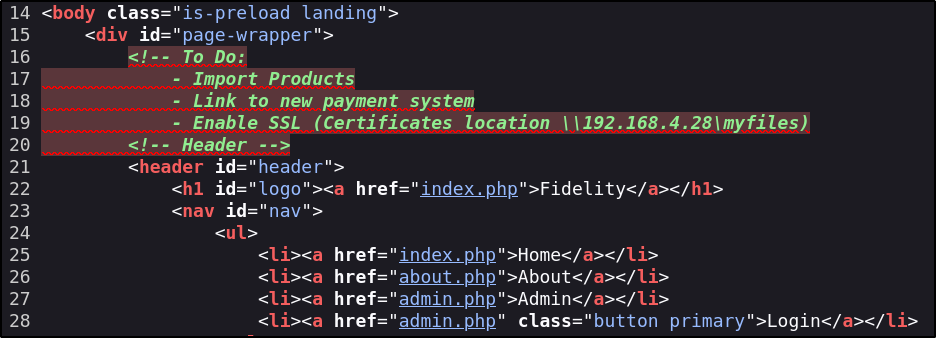 14 <body class="is-preload landing">
15     <div id="page-wrapper">
16         <!-- To Do:
17             - Import Products
18             - Link to new payment system
19             - Enable SSL (Certificates location \\192.168.4.28\myfiles)
20         <!-- Header -->
21         <header id="header">
22             <h1 id="logo"><a href="index.php">Fidelity</a></h1>
23             <nav id="nav">
24                 <ul>
25                     <li><a href="index.php">Home</a></li>
26                     <li><a href="about.php">About</a></li>
27                     <li><a href="admin.php">Admin</a></li>
28                     <li><a href="admin.php" class="button primary">Login</a></li>